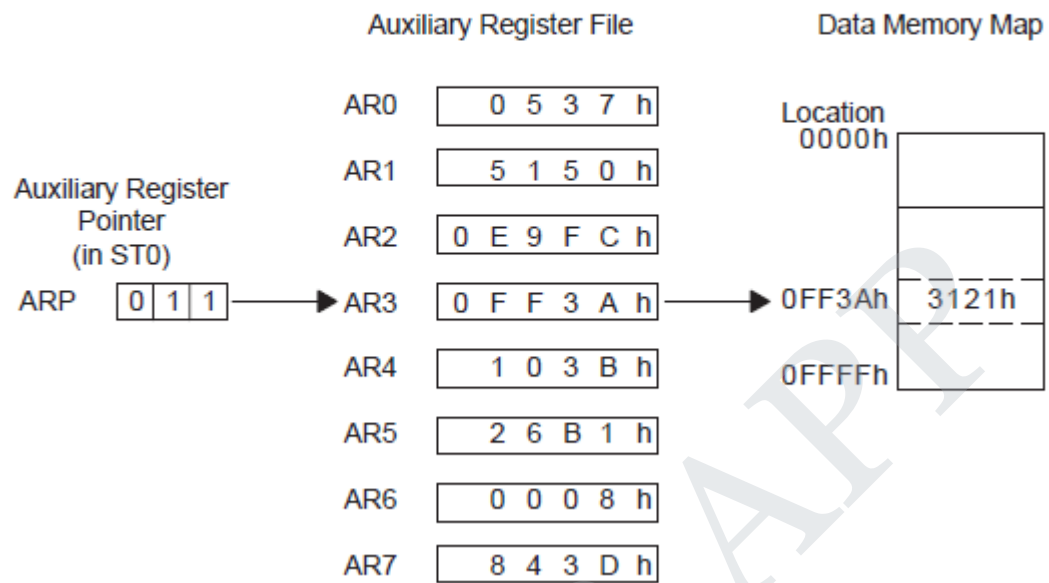 Auxiliary Register File
Data Memory Map
AR0 0 5 3 7 h
Location
0000h
AR1 5 1 5 0 h
Auxiliary Register
Pointer
(in ST0)
AR2 0 E 9 F C h
ARP 0 1 1 AR3 0 F F 3 A h 0FF3Ah 3121h
AR4 1 0 3 B h
0FFFFh
AR5 2 6 B 1 h
AR6 0 0 0 8 h
AR7 8 4 3 D h
APP